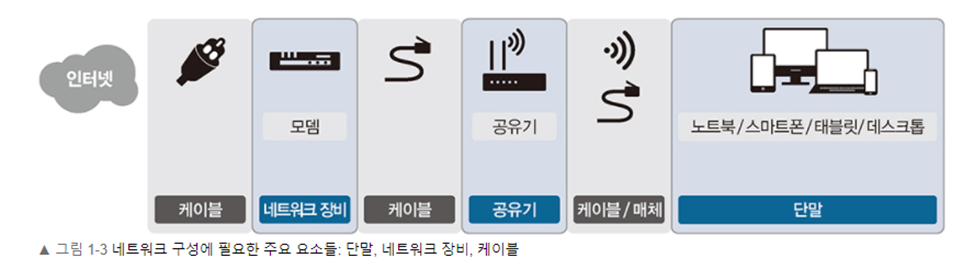 인터넷
모뎀
공유기
노트북/스마트폰/태블릿/데스크톱
케이블
네트워크 장비
케이블
공유기
케이블/매체
단말
▲ 그림 1-3 네트워크 구성에 필요한 주요 요소들: 단말, 네트워크 장비, 케이블